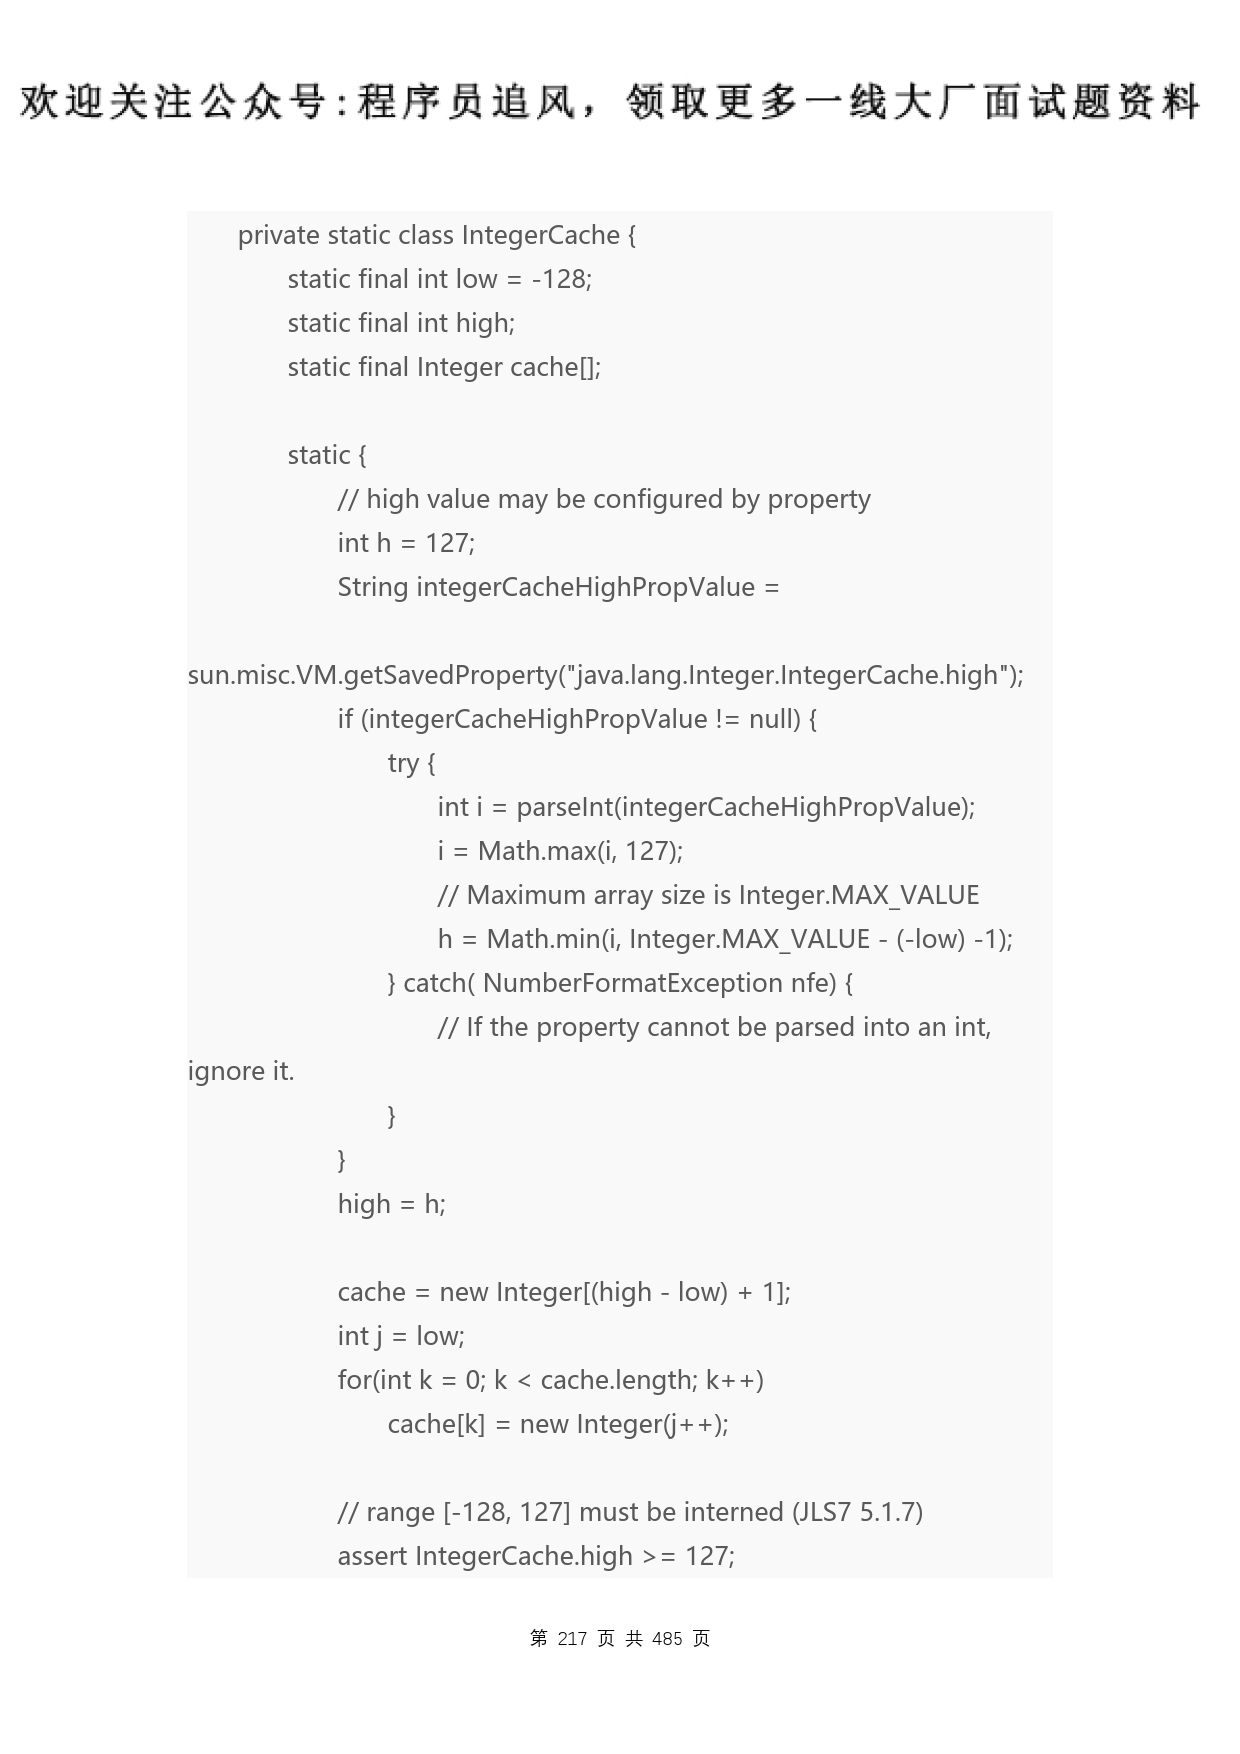 欢迎关注公众号:程序员追风，领取更多一线大厂面试题资料
private static class IntegerCache {
static final int low = -128;
static final int high;
static final Integer cache[];
static {
// high value may be configured by property
int h = 127;
String integerCacheHighPropValue =
sun.misc.VM.getSavedProperty("java.lang.Integer.IntegerCache.high");
if (integerCacheHighPropValue != null) {
try {
int i = parseInt(integerCacheHighPropValue);
i = Math.max(i, 127);
// Maximum array size is Integer.MAX_VALUE
h = Math.min(i, Integer.MAX_VALUE - (-low) -1);
} catch( NumberFormatException nfe) {
// If the property cannot be parsed into an int,
ignore it.
}
}
high = h;
cache = new Integer[(high - low) + 1];
int j = low;
for(int k = 0; k < cache.length; k++)
cache[k] = new Integer(j++);
// range [-128, 127] must be interned (JLS7 5.1.7)
assert IntegerCache.high >= 127;
第 217 页 共 485 页